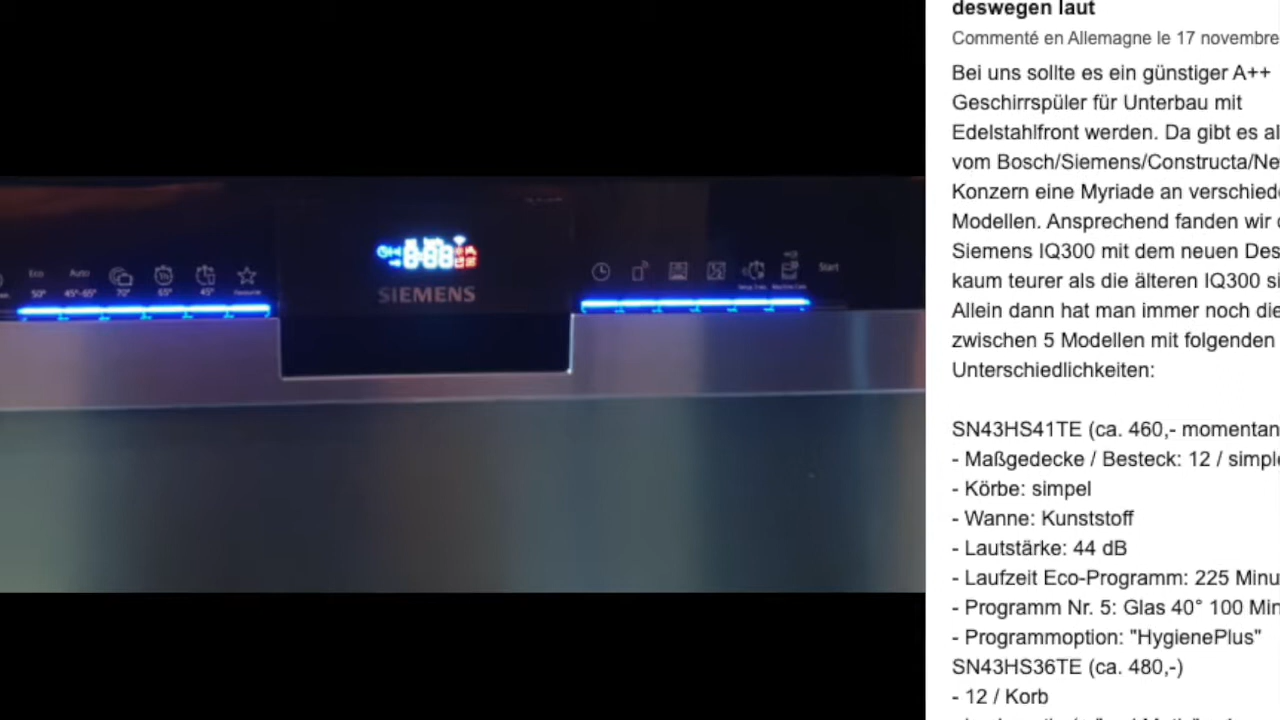 Eco
Auto
50°
45°-65°
70°
65°
45°
Favourite
SIEMENS
Start
deswegen laut
Commenté en Allemagne le 17 novembre
Bei uns sollte es ein günstiger A++
Geschirrspüler für Unterbau mit
Edelstahlfront werden. Da gibt es al
vom Bosch/Siemens/Constructa/Ne
Konzern eine Myriade an verschiede
Modellen. Ansprechend fanden wir d
Siemens IQ300 mit dem neuen Des
kaum teurer als die älteren IQ300 si
Allein dann hat man immer noch die
zwischen 5 Modellen mit folgenden
Unterschiedlichkeiten:
SN43HS41TE (ca. 460,- momentan
- Maßgedecke / Besteck: 12 / simple
- Körbe: simpel
- Wanne: Kunststoff
- Lautstärke: 44 dB
- Laufzeit Eco-Programm: 225 Minu
- Programm Nr. 5: Glas 40° 100 Min
- Programmoption: "HygienePlus"
SN43HS36TE (ca. 480,-)
- 12 / Korb